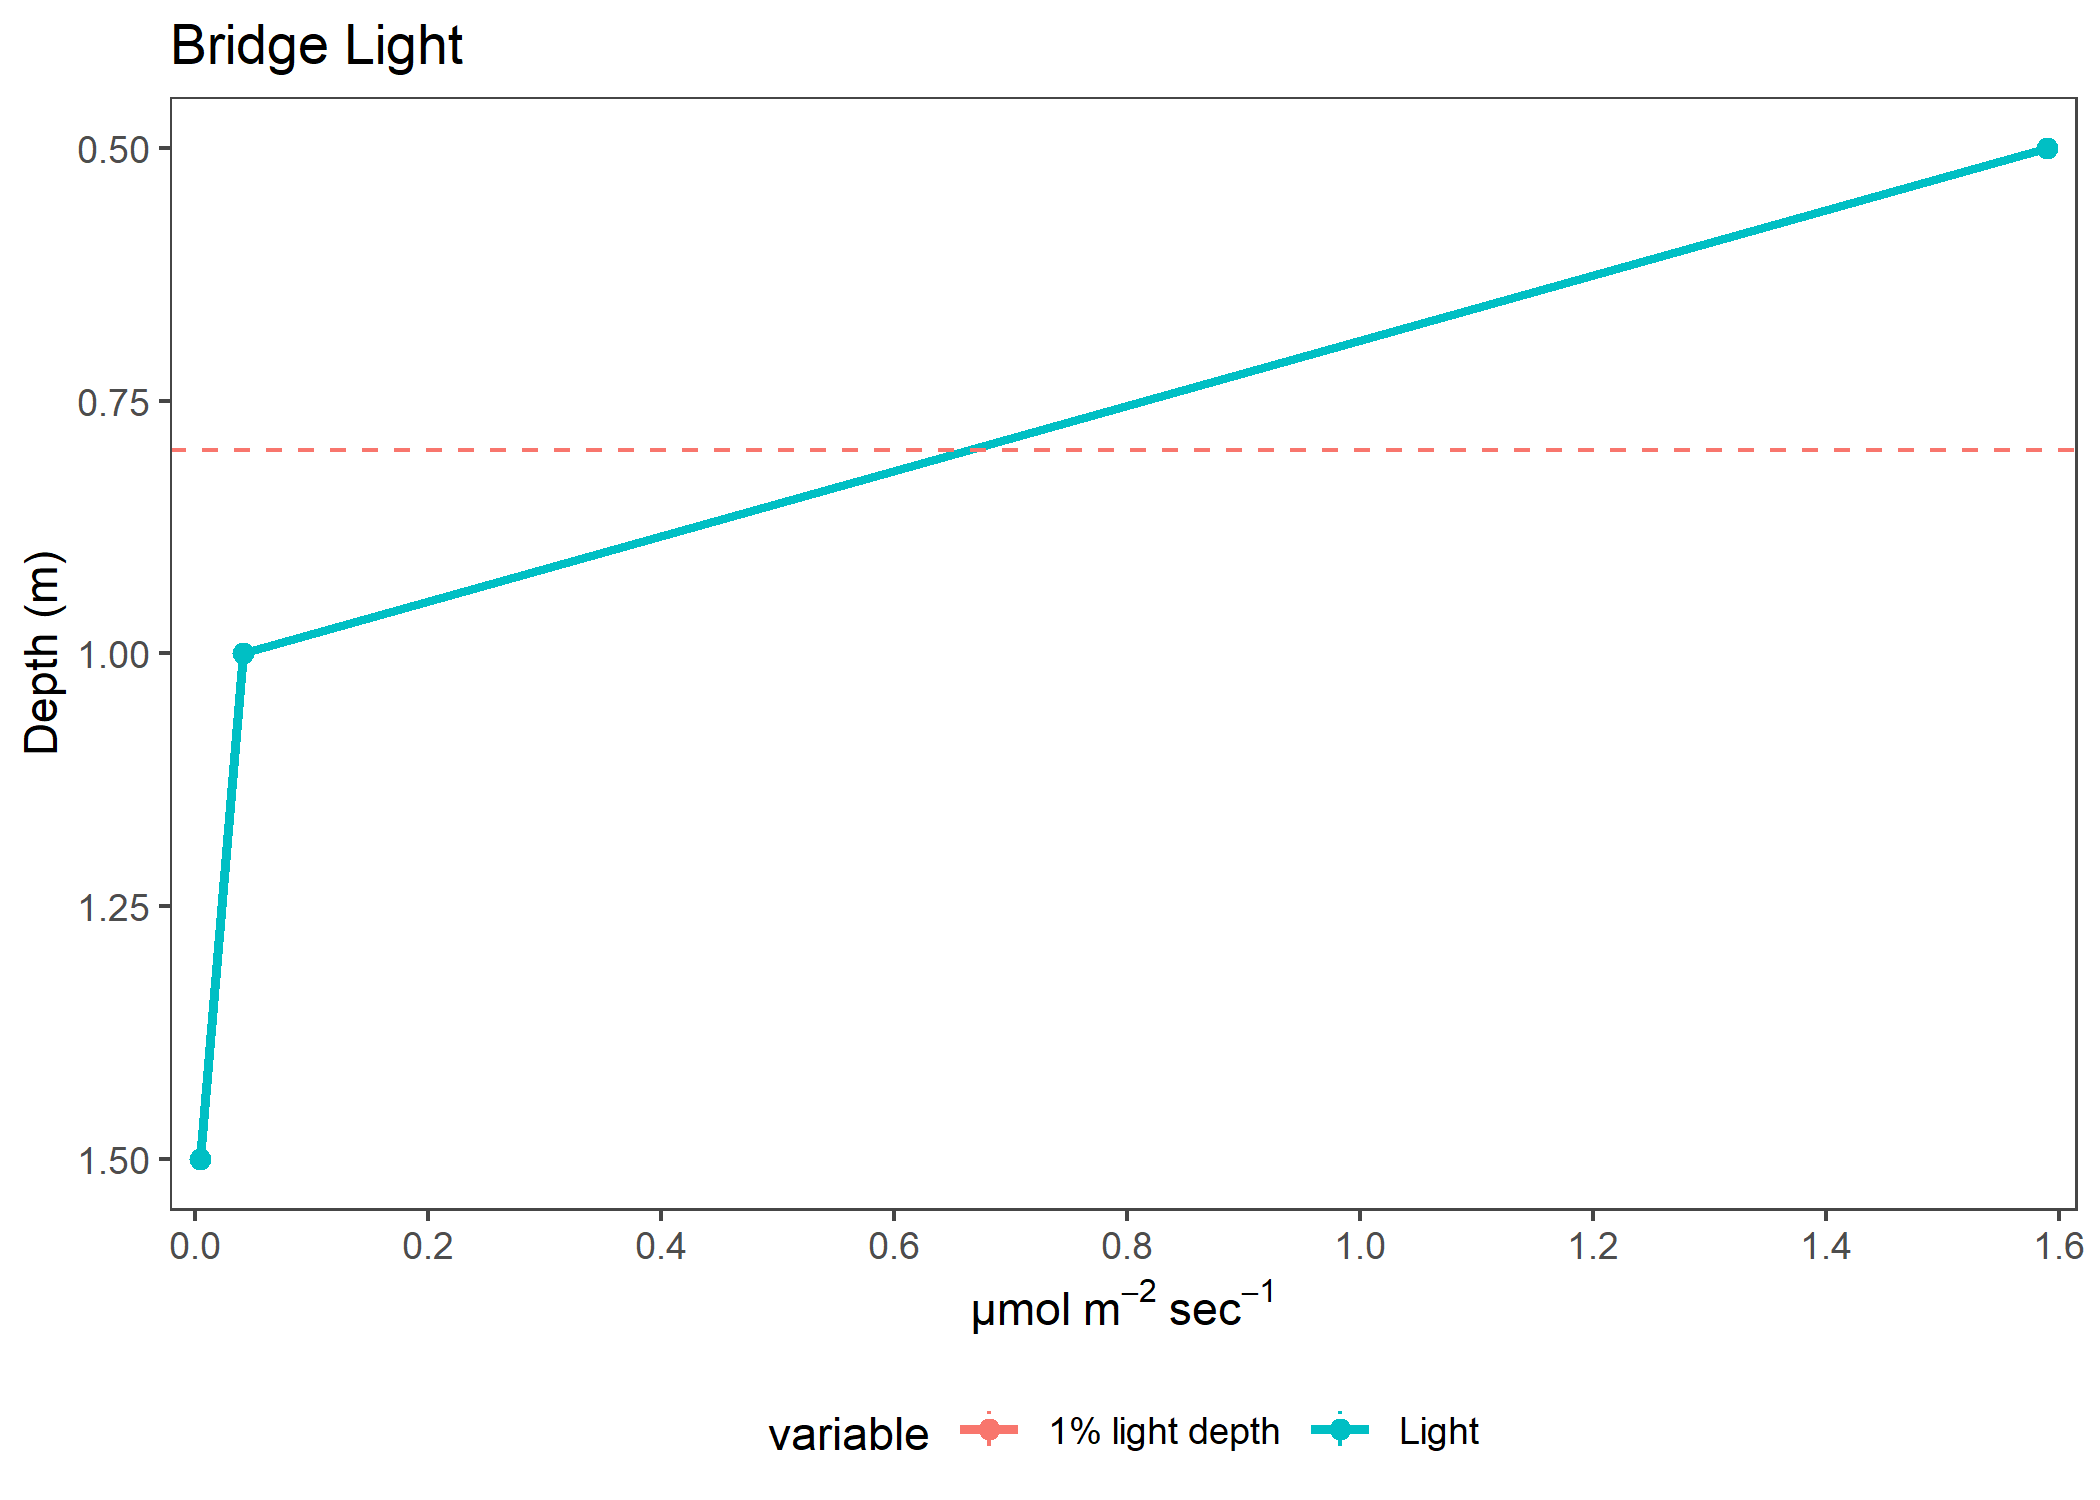 Bridge Light
0.50
0.75
1.00
1.25
1.50
Depth (m)
0.0 0.2 0.4 0.6 0.8 1.0 1.2 1.4 1.6
µmol m⁻² sec⁻¹
variable 1% light depth Light